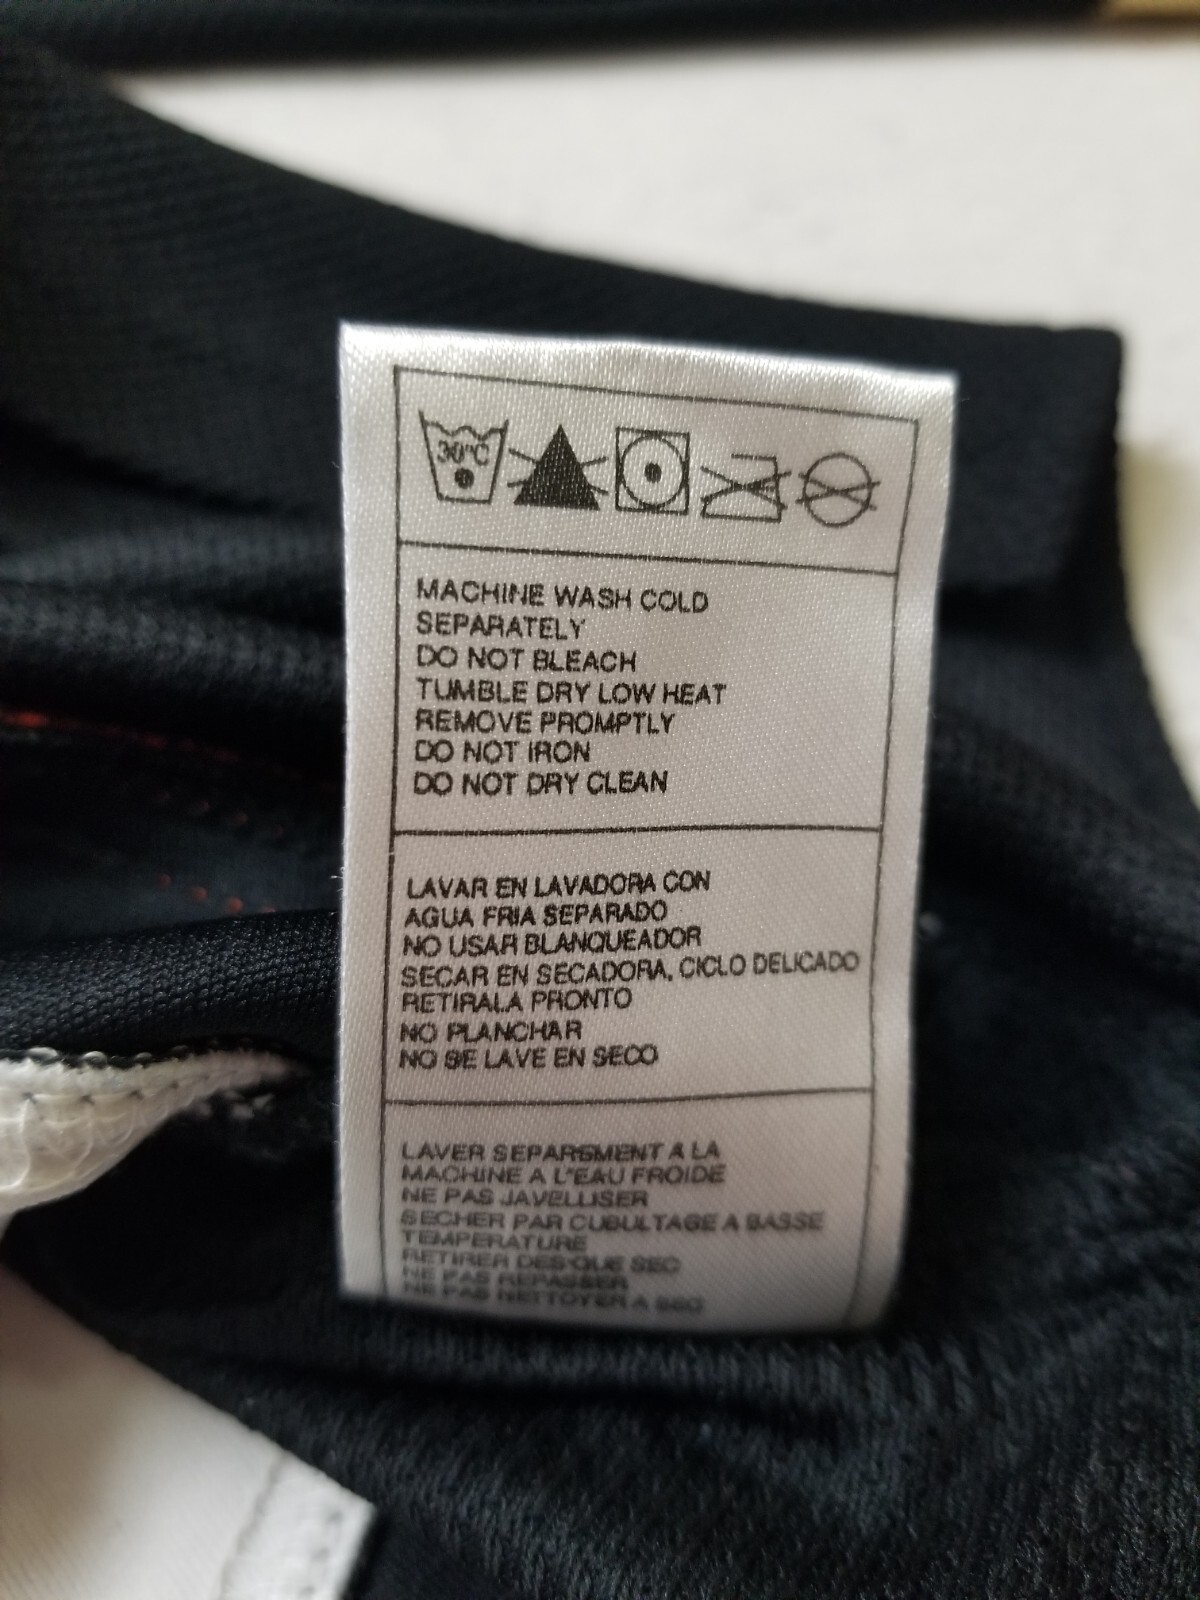 30°C
MACHINE WASH COLD
SEPARATELY
DO NOT BLEACH
TUMBLE DRY LOW HEAT
REMOVE PROMPTLY
DO NOT IRON
DO NOT DRY CLEAN
LAVAR EN LAVADORA CON
AGUA FRIA SEPARADO
NO USAR BLANQUEADOR
SECAR EN SECADORA, CICLO DELICADO
RETIRALA PRONTO
NO PLANCHAR
NO SE LAVE EN SECO
LAVER SEPAREMENT A LA
MACHINE A L'EAU FROIDE
NE PAS JAVELLISER
SECHER PAR CUBULTAGE A BASSE
TEMPERATURE
RETIRER DES QUE SEC
NE PAS REPASSER
NE PAS NETTOYER A SEC